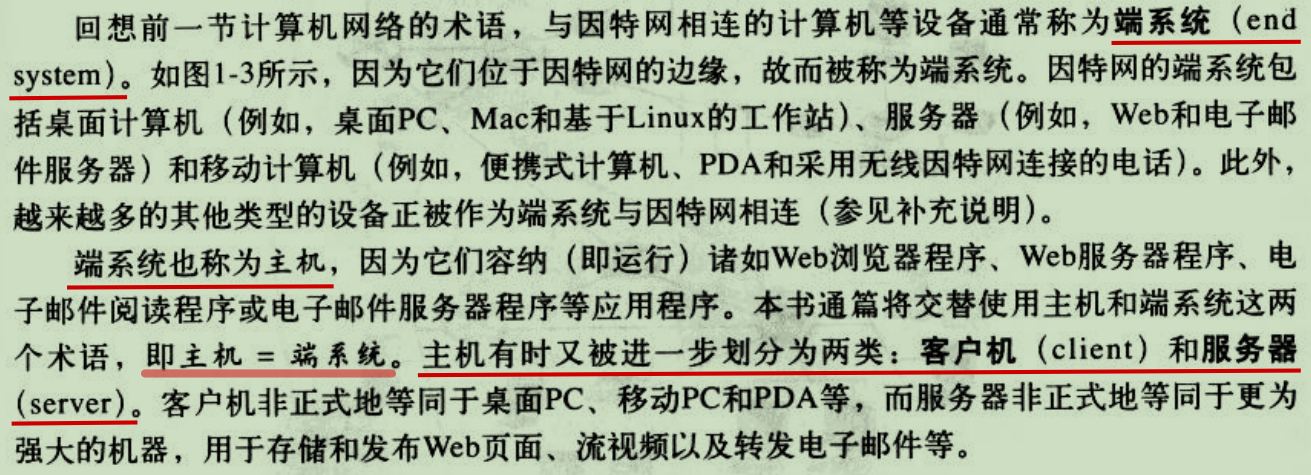 回想前一节计算机网络的术语，与因特网相连的计算机等设备通常称为端系统（end
system）。如图1-3所示，因为它们位于因特网的边缘，故而被称为端系统。因特网的端系统包
括桌面计算机（例如，桌面PC、Mac和基于Linux的工作站）、服务器（例如，Web和电子邮
件服务器）和移动计算机（例如，便携式计算机、PDA和采用无线因特网连接的电话）。此外，
越来越多的其他类型的设备正被作为端系统与因特网相连（参见补充说明）。
端系统也称为主机，因为它们容纳（即运行）诸如Web浏览器程序、Web服务器程序、电
子邮件阅读程序或电子邮件服务器程序等应用程序。本书通篇将交替使用主机和端系统这两
个术语，即主机 = 端系统。主机有时又被进一步划分为两类：客户机（client）和服务器
（server）。客户机非正式地等同于桌面PC、移动PC和PDA等，而服务器非正式地等同于更为
强大的机器，用于存储和发布Web页面、流视频以及转发电子邮件等。